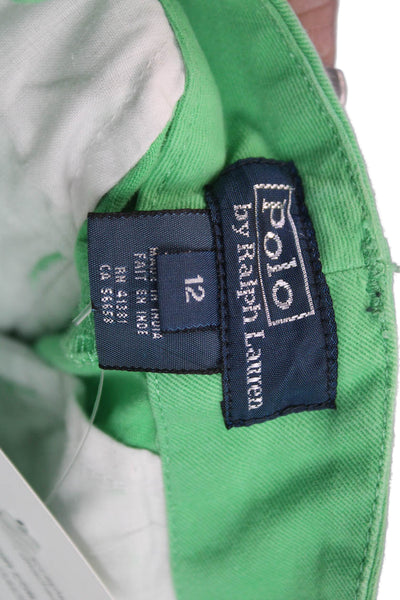 Polo
by Ralph Lauren
12
MADE IN INDIA
FAIT EN INDE
RN 41381
CA 56658